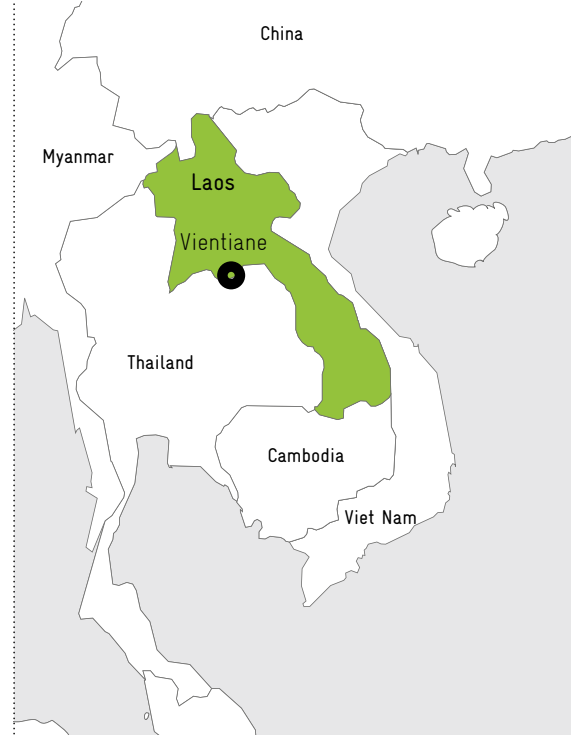 China
Myanmar
Laos
Vientiane
Thailand
Cambodia
Viet Nam